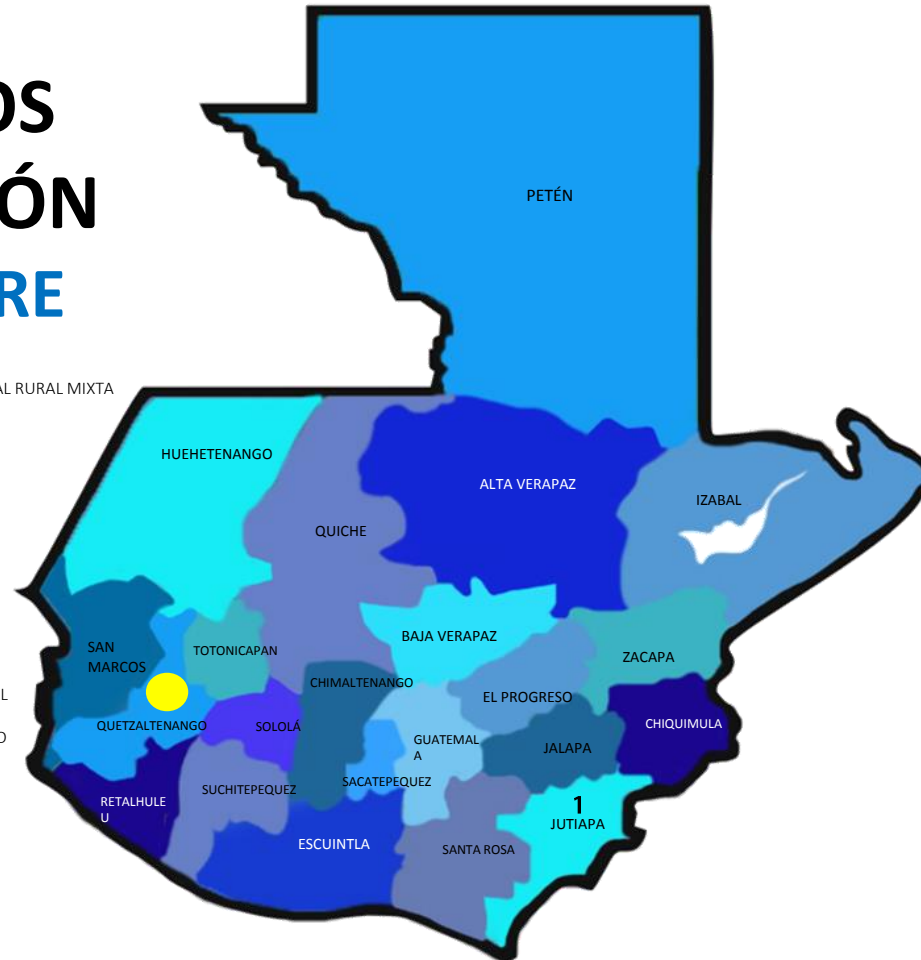 OS
IÓN
RE
AL RURAL MIXTA
PETÉN
HUEHETENANGO
ALTA VERAPAZ
IZABAL
QUICHE
BAJA VERAPAZ
SAN
MARCOS
TOTONICAPAN
ZACAPA
CHIMALTENANGO
EL PROGRESO
L
O
QUETZALTENANGO
SOLOLÁ
CHIQUIMULA
GUATEMAL
A
JALAPA
SACATEPEQUEZ
SUCHITEPEQUEZ
RETALHULE
U
1
JUTIAPA
ESCUINTLA
SANTA ROSA